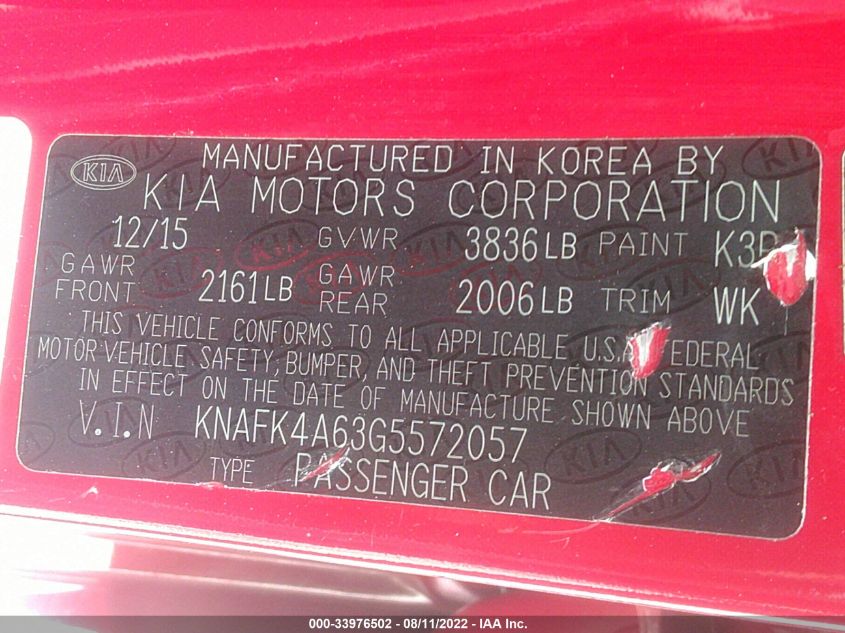 MANUFACTURED IN KOREA BY
KIA KIA MOTORS CORPORATION
12/15 GVWR 3836LB PAINT
GAWR FRONT 2161LB GAWR REAR 2006LB TRIM WK
THIS VEHICLE CONFORMS TO ALL APPLICABLE U.S.A. FEDERAL
MOTOR VEHICLE SAFETY, BUMPER, AND THEFT PREVENTION STANDARDS
IN EFFECT ON THE DATE OF MANUFACTURE SHOWN ABOVE
V.I.N KNAFK4A63G5572057
TYPE PASSENGER CAR
000-33976502 - 08/11/2022 - IAA Inc.